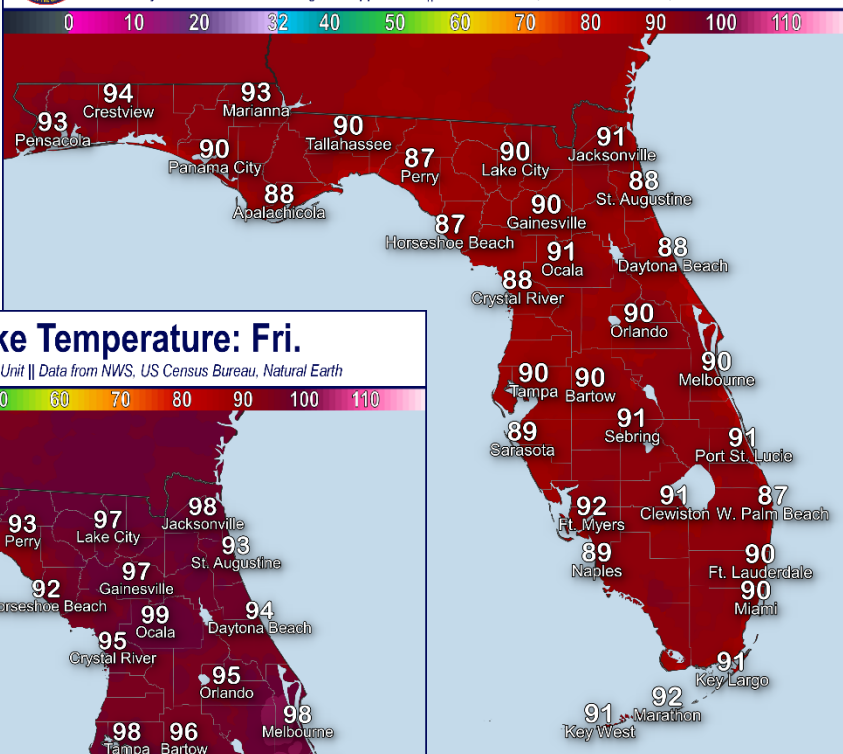 0 10 20 32 40 50 60 70 80 90 100 110
94
Crestview
93
Marianna
93
Pensacola
90
Tallahassee
91
Jacksonville
90
Panama City
87
Perry
90
Lake City
88
St. Augustine
88
Apalachicola
90
Gainesville
87
Horseshoe Beach
91
Ocala
88
Daytona Beach
88
Crystal River
90
Orlando
90
Melbourne
90
Tampa
90
Bartow
91
Sebring
89
Sarasota
91
Port St. Lucie
92
Ft. Myers
91
Clewiston
87
W. Palm Beach
89
Naples
90
Ft. Lauderdale
90
Miami
91
Key Largo
92
Marathon
91
Key West
ke Temperature: Fri.
Unit || Data from NWS, US Census Bureau, Natural Earth
0 60 70 80 90 100 110
98
Jacksonville
97
Lake City
93
Perry
93
St. Augustine
97
Gainesville
92
orseshoe Beach
99
Ocala
94
Daytona Beach
95
Crystal River
95
Orlando
98
Melbourne
98
Tampa
96
Bartow